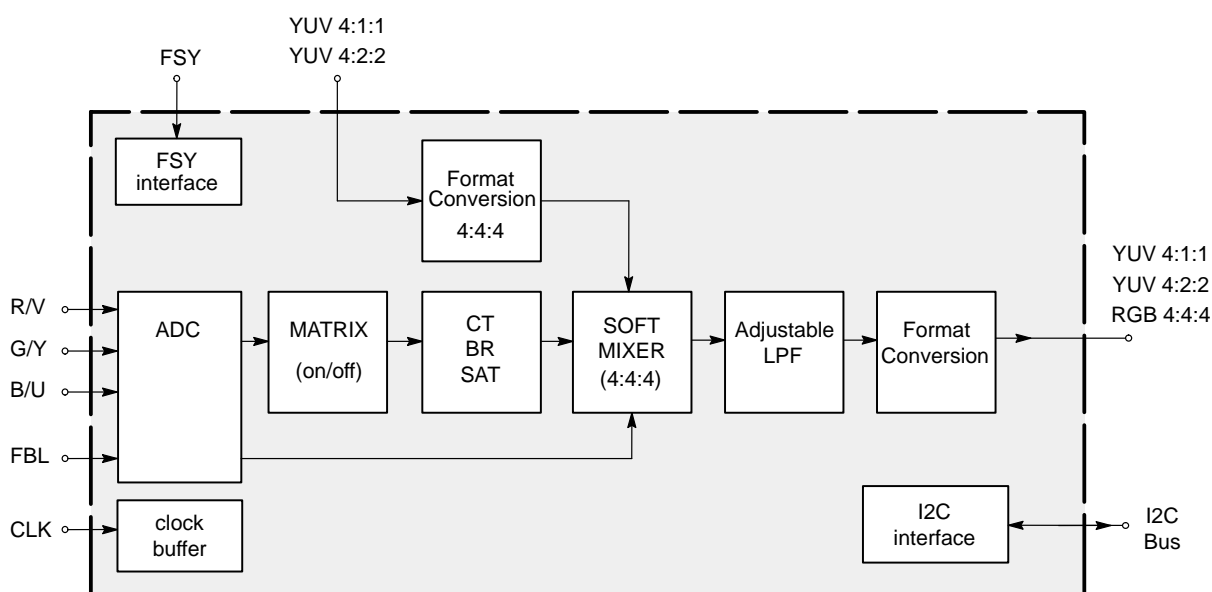 YUV 4:1:1
YUV 4:2:2
FSY
FSY
interface
Format
Conversion
4:4:4
YUV 4:1:1
YUV 4:2:2
RGB 4:4:4
R/V
G/Y
B/U
FBL
CLK
ADC
MATRIX
(on/off)
CT
BR
SAT
SOFT
MIXER
(4:4:4)
Adjustable
LPF
Format
Conversion
clock
buffer
I2C
interface
I2C
Bus